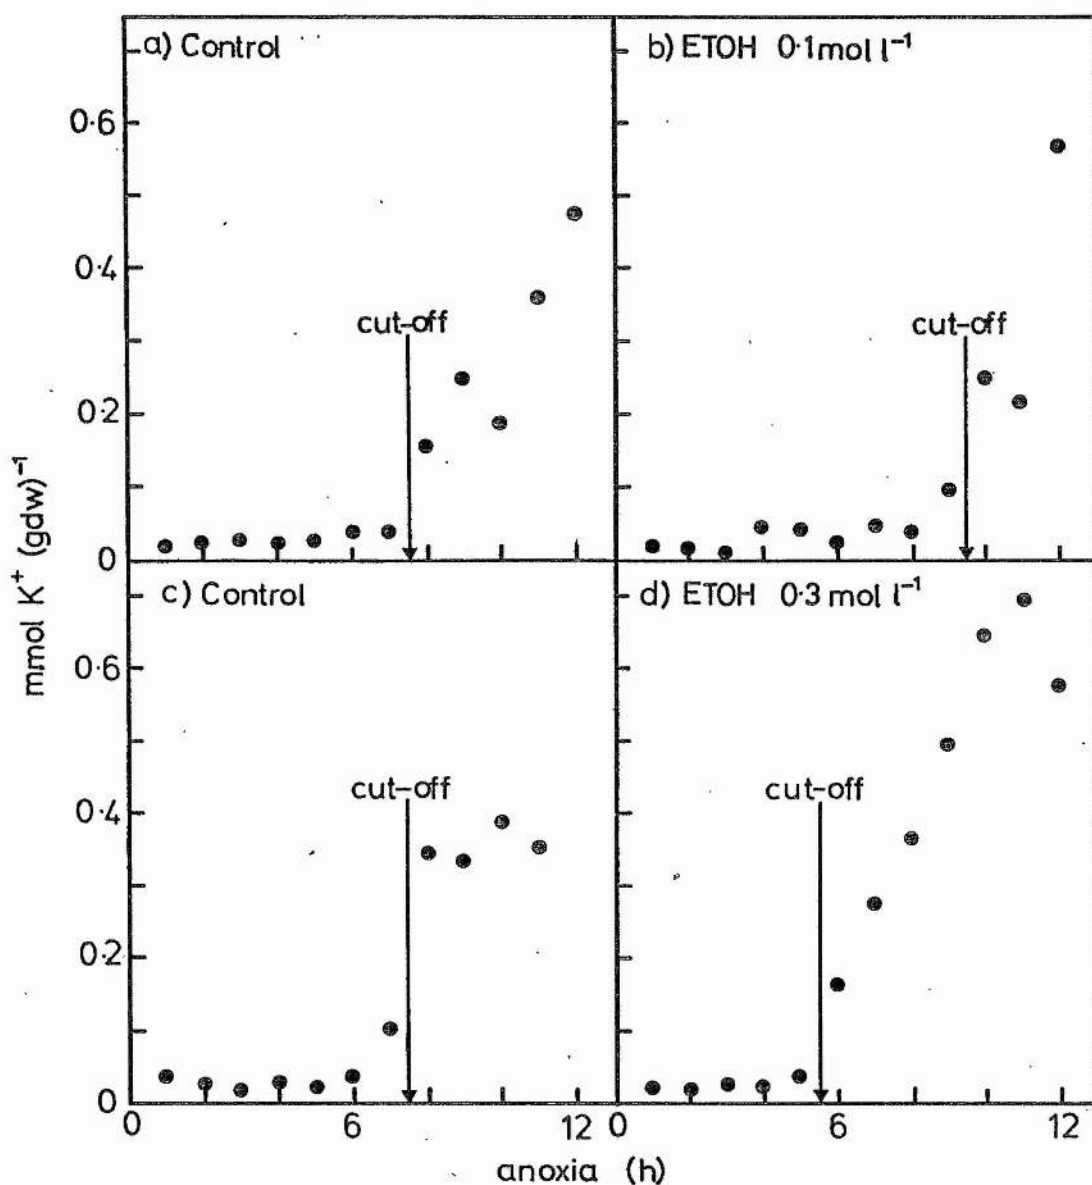 a) Control
b) ETOH 0·1mol l⁻¹
0·6
0·4
cut-off
cut-off
0·2
0
c) Control
d) ETOH 0·3 mol l⁻¹
0·6
cut-off
cut-off
0·4
0·2
0
mmol K⁺ (gdw)⁻¹
0 6 12 0 6 12
anoxia (h)